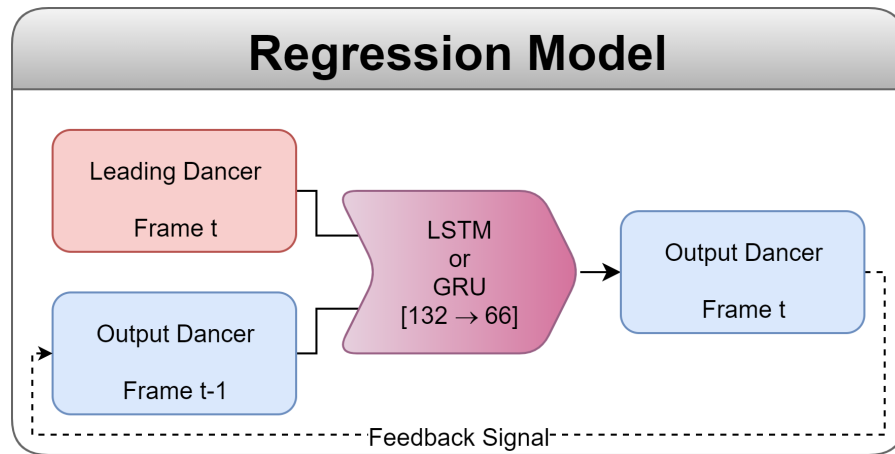 Regression Model
Leading Dancer
Frame t
Output Dancer
Frame t-1
LSTM
or
GRU
[132 → 66]
Output Dancer
Frame t
Feedback Signal